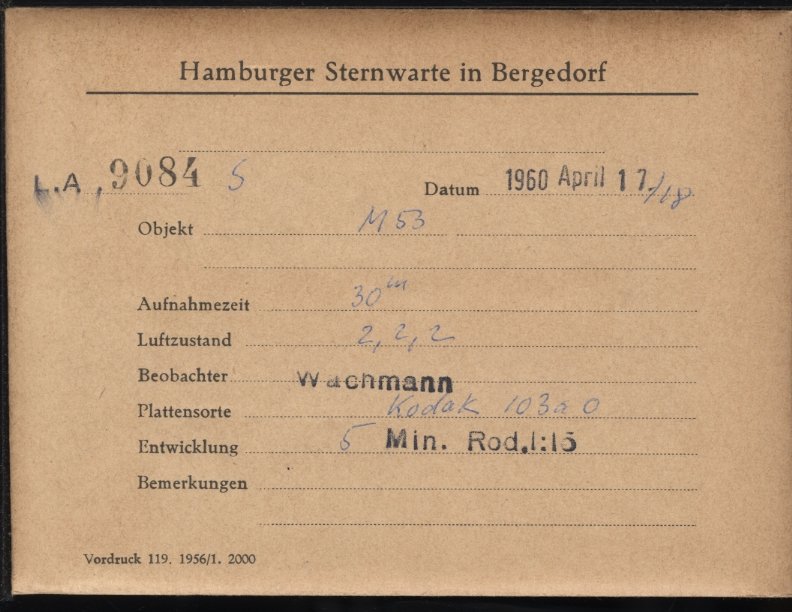 Hamburger Sternwarte in Bergedorf
L.A, 9084 S
Datum 1960 April 17./18
Objekt M 53
Aufnahmezeit 30ᵐ
Luftzustand 2, 2, 2
Beobachter Wachmann
Plattensorte Kodak 103a O
Entwicklung 5 Min. Rod.1:15
Bemerkungen
Vordruck 119. 1956/1. 2000